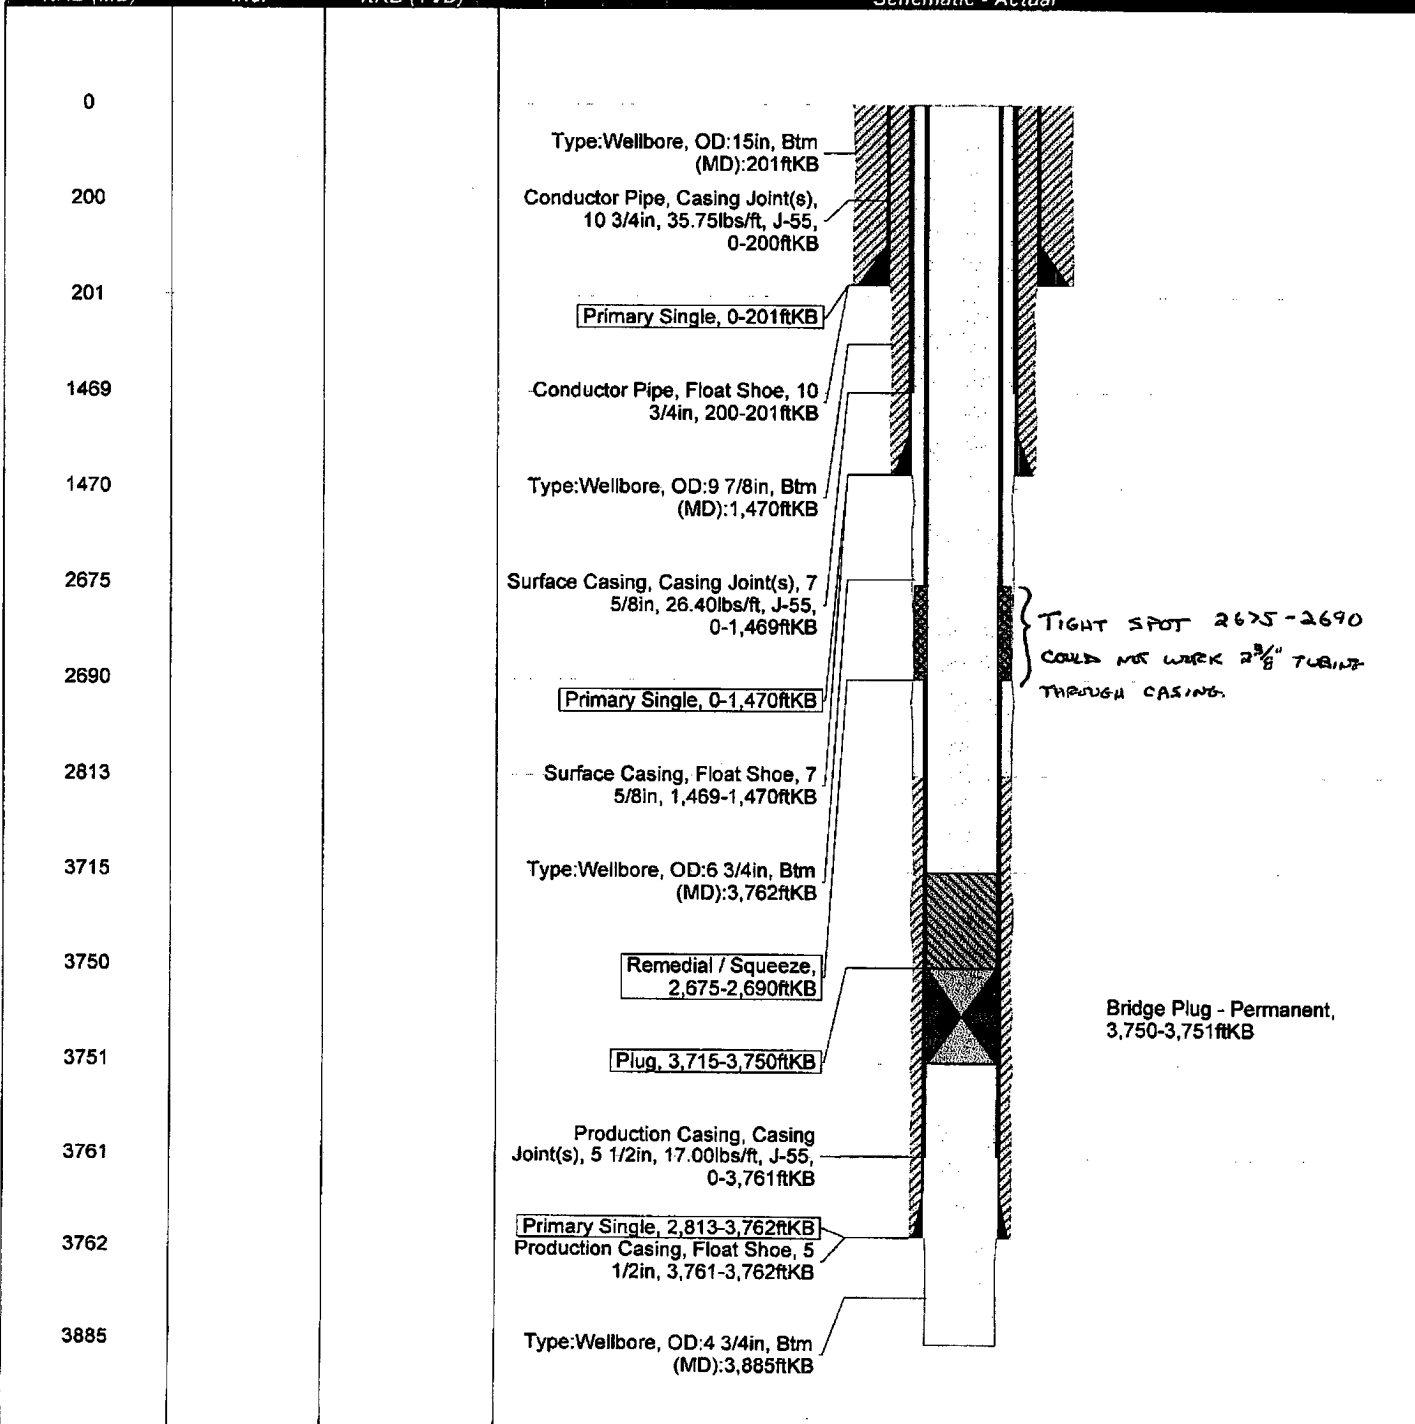 Schematic - Actual
0
Type:Wellbore, OD:15in, Btm
(MD):201ftKB
200
Conductor Pipe, Casing Joint(s),
10 3/4in, 35.75lbs/ft, J-55,
0-200ftKB
201
Primary Single, 0-201ftKB
1469
Conductor Pipe, Float Shoe, 10
3/4in, 200-201ftKB
1470
Type:Wellbore, OD:9 7/8in, Btm
(MD):1,470ftKB
2675
Surface Casing, Casing Joint(s), 7
5/8in, 26.40lbs/ft, J-55,
0-1,469ftKB
TIGHT SPOT 2675-2690
COULD NOT WORK 2 3/8" TUBING
THROUGH CASING.
2690
Primary Single, 0-1,470ftKB
2813
Surface Casing, Float Shoe, 7
5/8in, 1,469-1,470ftKB
3715
Type:Wellbore, OD:6 3/4in, Btm
(MD):3,762ftKB
3750
Remedial / Squeeze,
2,675-2,690ftKB
Bridge Plug - Permanent,
3,750-3,751ftKB
3751
Plug, 3,715-3,750ftKB
3761
Production Casing, Casing
Joint(s), 5 1/2in, 17.00lbs/ft, J-55,
0-3,761ftKB
3762
Primary Single, 2,813-3,762ftKB
Production Casing, Float Shoe, 5
1/2in, 3,761-3,762ftKB
3885
Type:Wellbore, OD:4 3/4in, Btm
(MD):3,885ftKB